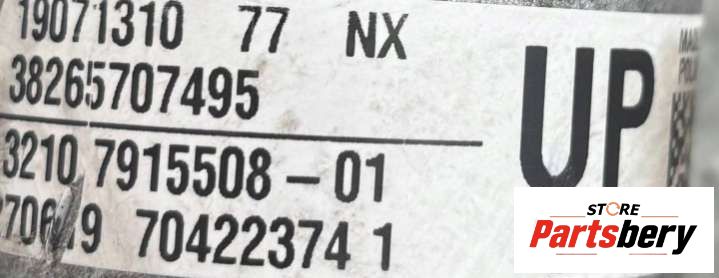 19071310 77 NX
38265707495
3210 7915508-01
70422374 1
UP
STORE
Partsbery